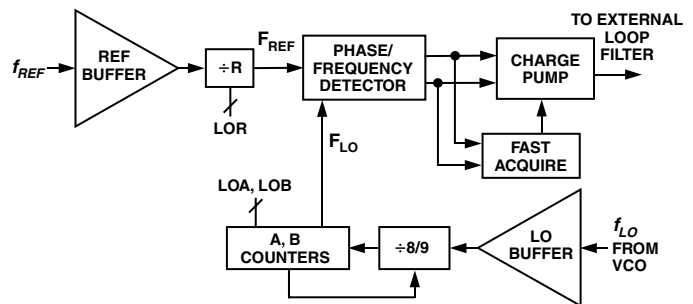 TO EXTERNAL
LOOP
FILTER
REF
BUFFER
f_REF
÷R
F_REF
PHASE/
FREQUENCY
DETECTOR
CHARGE
PUMP
LOR
F_LO
FAST
ACQUIRE
LOA, LOB
A, B
COUNTERS
÷8/9
LO
BUFFER
f_LO
FROM
VCO